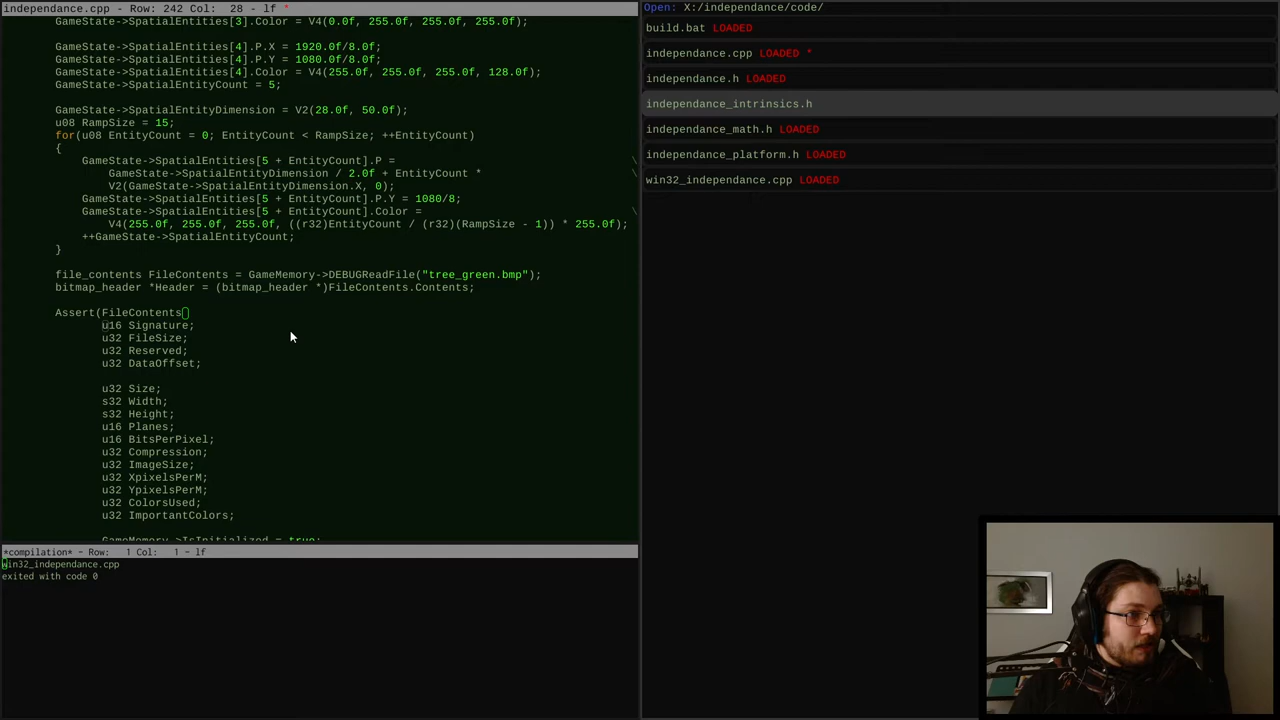 independance.cpp - Row: 242 Col:  28 - lf *
GameState->SpatialEntities[3].Color = V4(0.0f, 255.0f, 255.0f, 255.0f);
GameState->SpatialEntities[4].P.X = 1920.0f/8.0f;
GameState->SpatialEntities[4].P.Y = 1080.0f/8.0f;
GameState->SpatialEntities[4].Color = V4(255.0f, 255.0f, 255.0f, 128.0f);
GameState->SpatialEntityCount = 5;
GameState->SpatialEntityDimension = V2(28.0f, 50.0f);
u08 RampSize = 15;
for(u08 EntityCount = 0; EntityCount < RampSize; ++EntityCount)
{
GameState->SpatialEntities[5 + EntityCount].P = \
GameState->SpatialEntityDimension / 2.0f + EntityCount *
V2(GameState->SpatialEntityDimension.X, 0);
GameState->SpatialEntities[5 + EntityCount].P.Y = 1080/8;
GameState->SpatialEntities[5 + EntityCount].Color = \
V4(255.0f, 255.0f, 255.0f, ((r32)EntityCount / (r32)(RampSize - 1)) * 255.0f);
++GameState->SpatialEntityCount;
}
file_contents FileContents = GameMemory->DEBUGReadFile("tree_green.bmp");
bitmap_header *Header = (bitmap_header *)FileContents.Contents;
Assert(FileContents
u16 Signature;
u32 FileSize;
u32 Reserved;
u32 DataOffset;
u32 Size;
s32 Width;
s32 Height;
u16 Planes;
u16 BitsPerPixel;
u32 Compression;
u32 ImageSize;
u32 XpixelsPerM;
u32 YpixelsPerM;
u32 ColorsUsed;
u32 ImportantColors;
GameMemory->IsInitialized = true;
*compilation* - Row:   1 Col:   1 - lf
win32_independance.cpp
exited with code 0
Open: X:/independance/code/
build.bat LOADED
independance.cpp LOADED *
independance.h LOADED
independance_intrinsics.h
independance_math.h LOADED
independance_platform.h LOADED
win32_independance.cpp LOADED